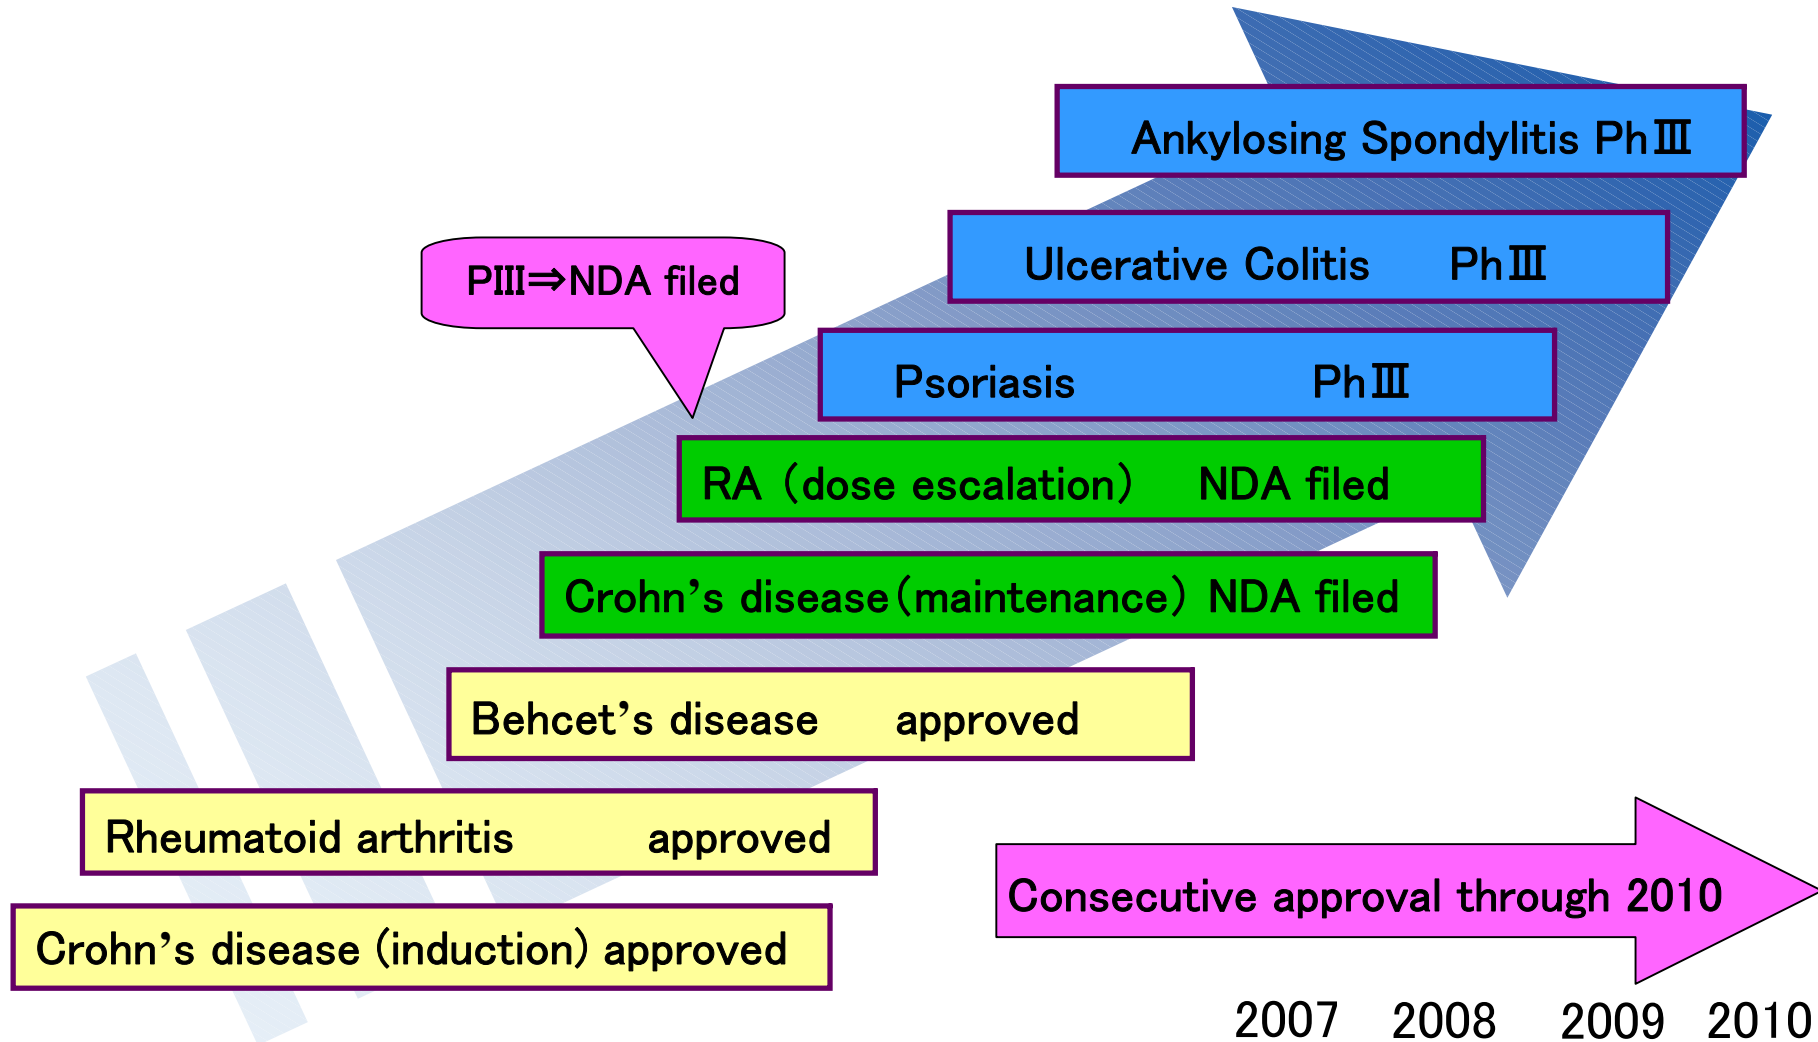 Ankylosing Spondylitis PhⅢ
Ulcerative Colitis PhⅢ
PIII⇒NDA filed
Psoriasis PhⅢ
RA (dose escalation) NDA filed
Crohn’s disease(maintenance) NDA filed
Behcet’s disease approved
Rheumatoid arthritis approved
Consecutive approval through 2010
Crohn’s disease (induction) approved
2007 2008 2009 2010